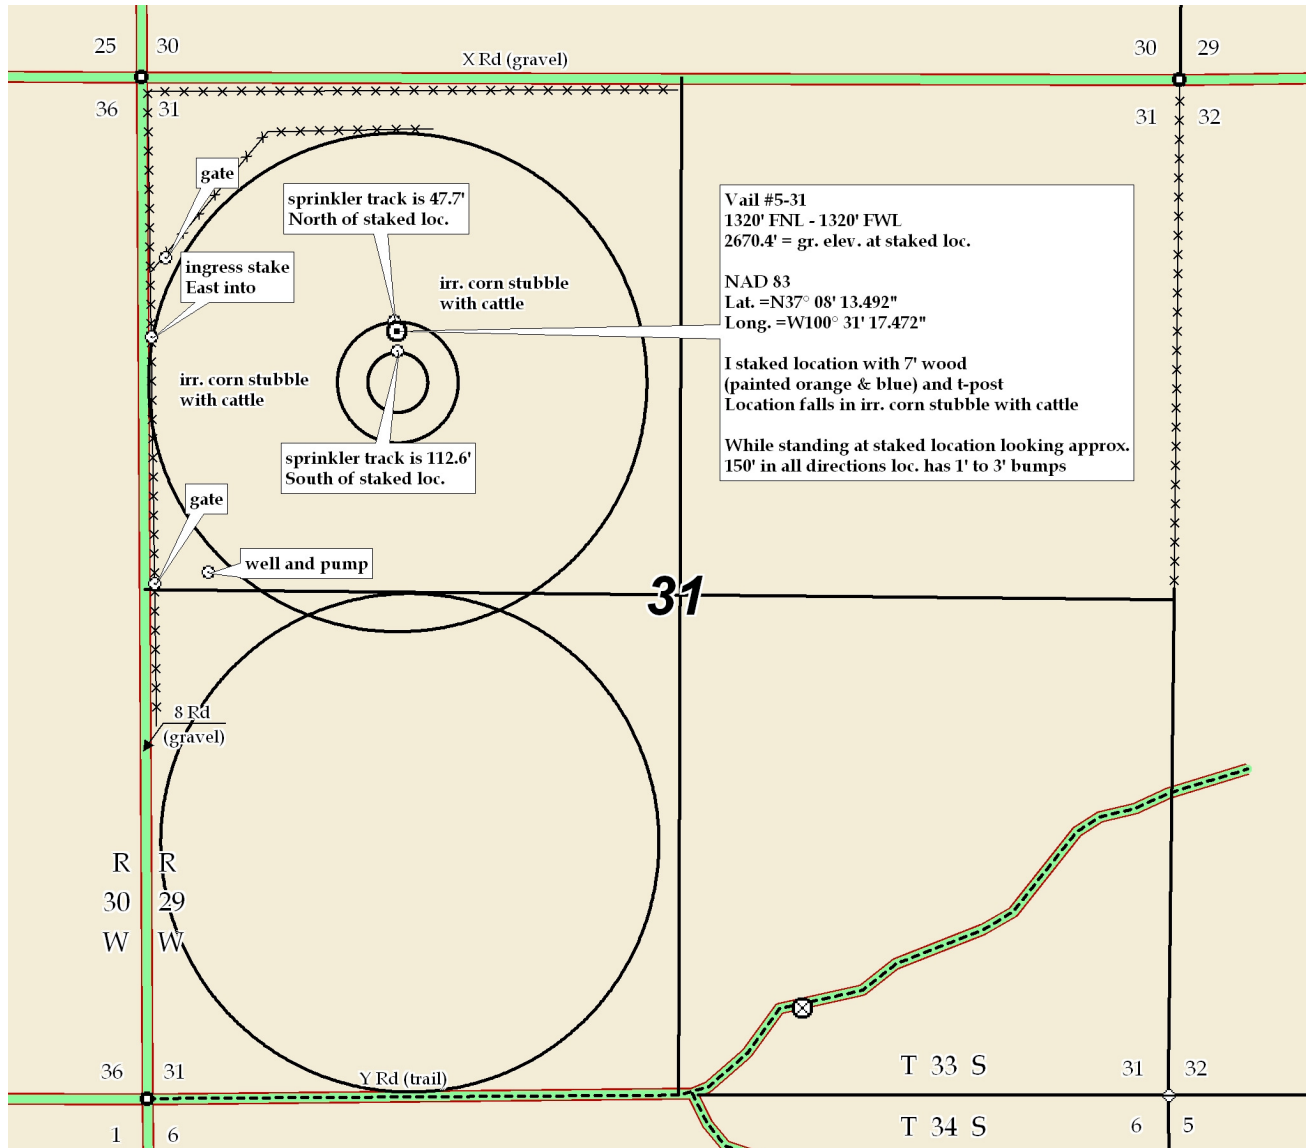 25 30
30 29
X Rd (gravel)
36 31
31 32
gate
sprinkler track is 47.7'
North of staked loc.
Vail #5-31
1320' FNL - 1320' FWL
2670.4' = gr. elev. at staked loc.
NAD 83
Lat. =N37° 08' 13.492"
Long. =W100° 31' 17.472"
I staked location with 7' wood
(painted orange & blue) and t-post
Location falls in irr. corn stubble with cattle
While standing at staked location looking approx.
150' in all directions loc. has 1' to 3' bumps
ingress stake
East into
irr. corn stubble
with cattle
irr. corn stubble
with cattle
sprinkler track is 112.6'
South of staked loc.
gate
well and pump
31
8 Rd
(gravel)
R R
30 29
W W
36 31
Y Rd (trail)
T 33 S
31 32
1 6
T 34 S
6 5